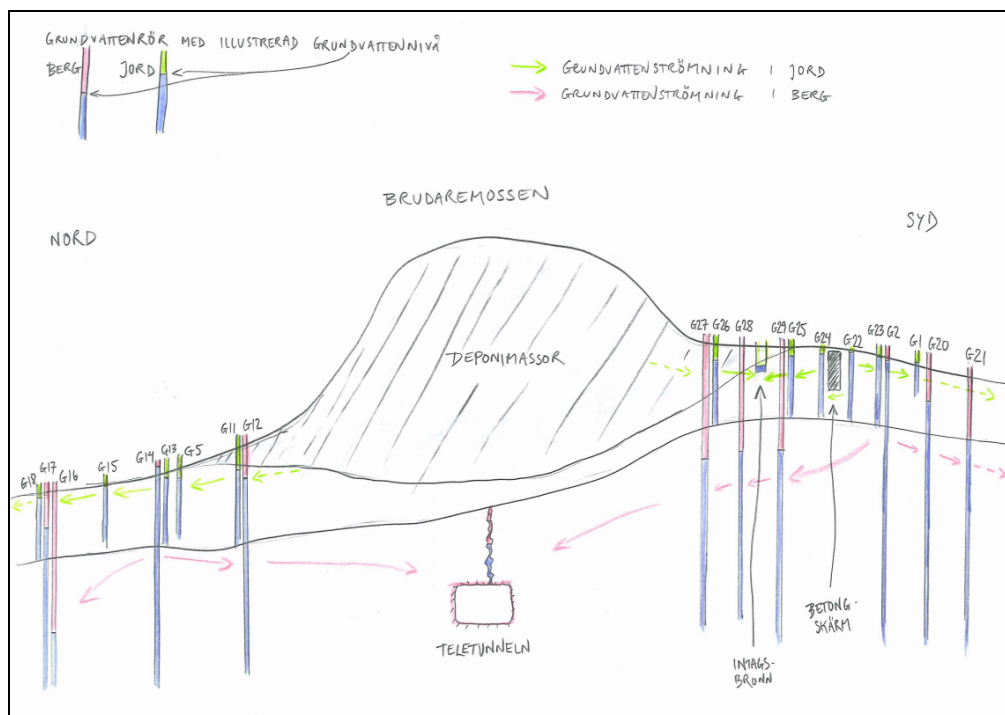 GRUNDVATTENRÖR MED ILLUSTRERAD GRUNDVATTENNIVÅ
BERG JORD
GRUNDVATTENSTRÖMNING I JORD
GRUNDVATTENSTRÖMNING I BERG
BRUDAREMOSSEN
NORD
SYD
DEPONIMASSOR
G27 G26 G28 G29 G25 G24 G22 G23 G2 G1 G20 G21
G11 G12
G18 G17 G16 G15 G14 G13 G5
TELETUNNELN
INTAGS-
BRUNN
BETONG-
SKÄRM